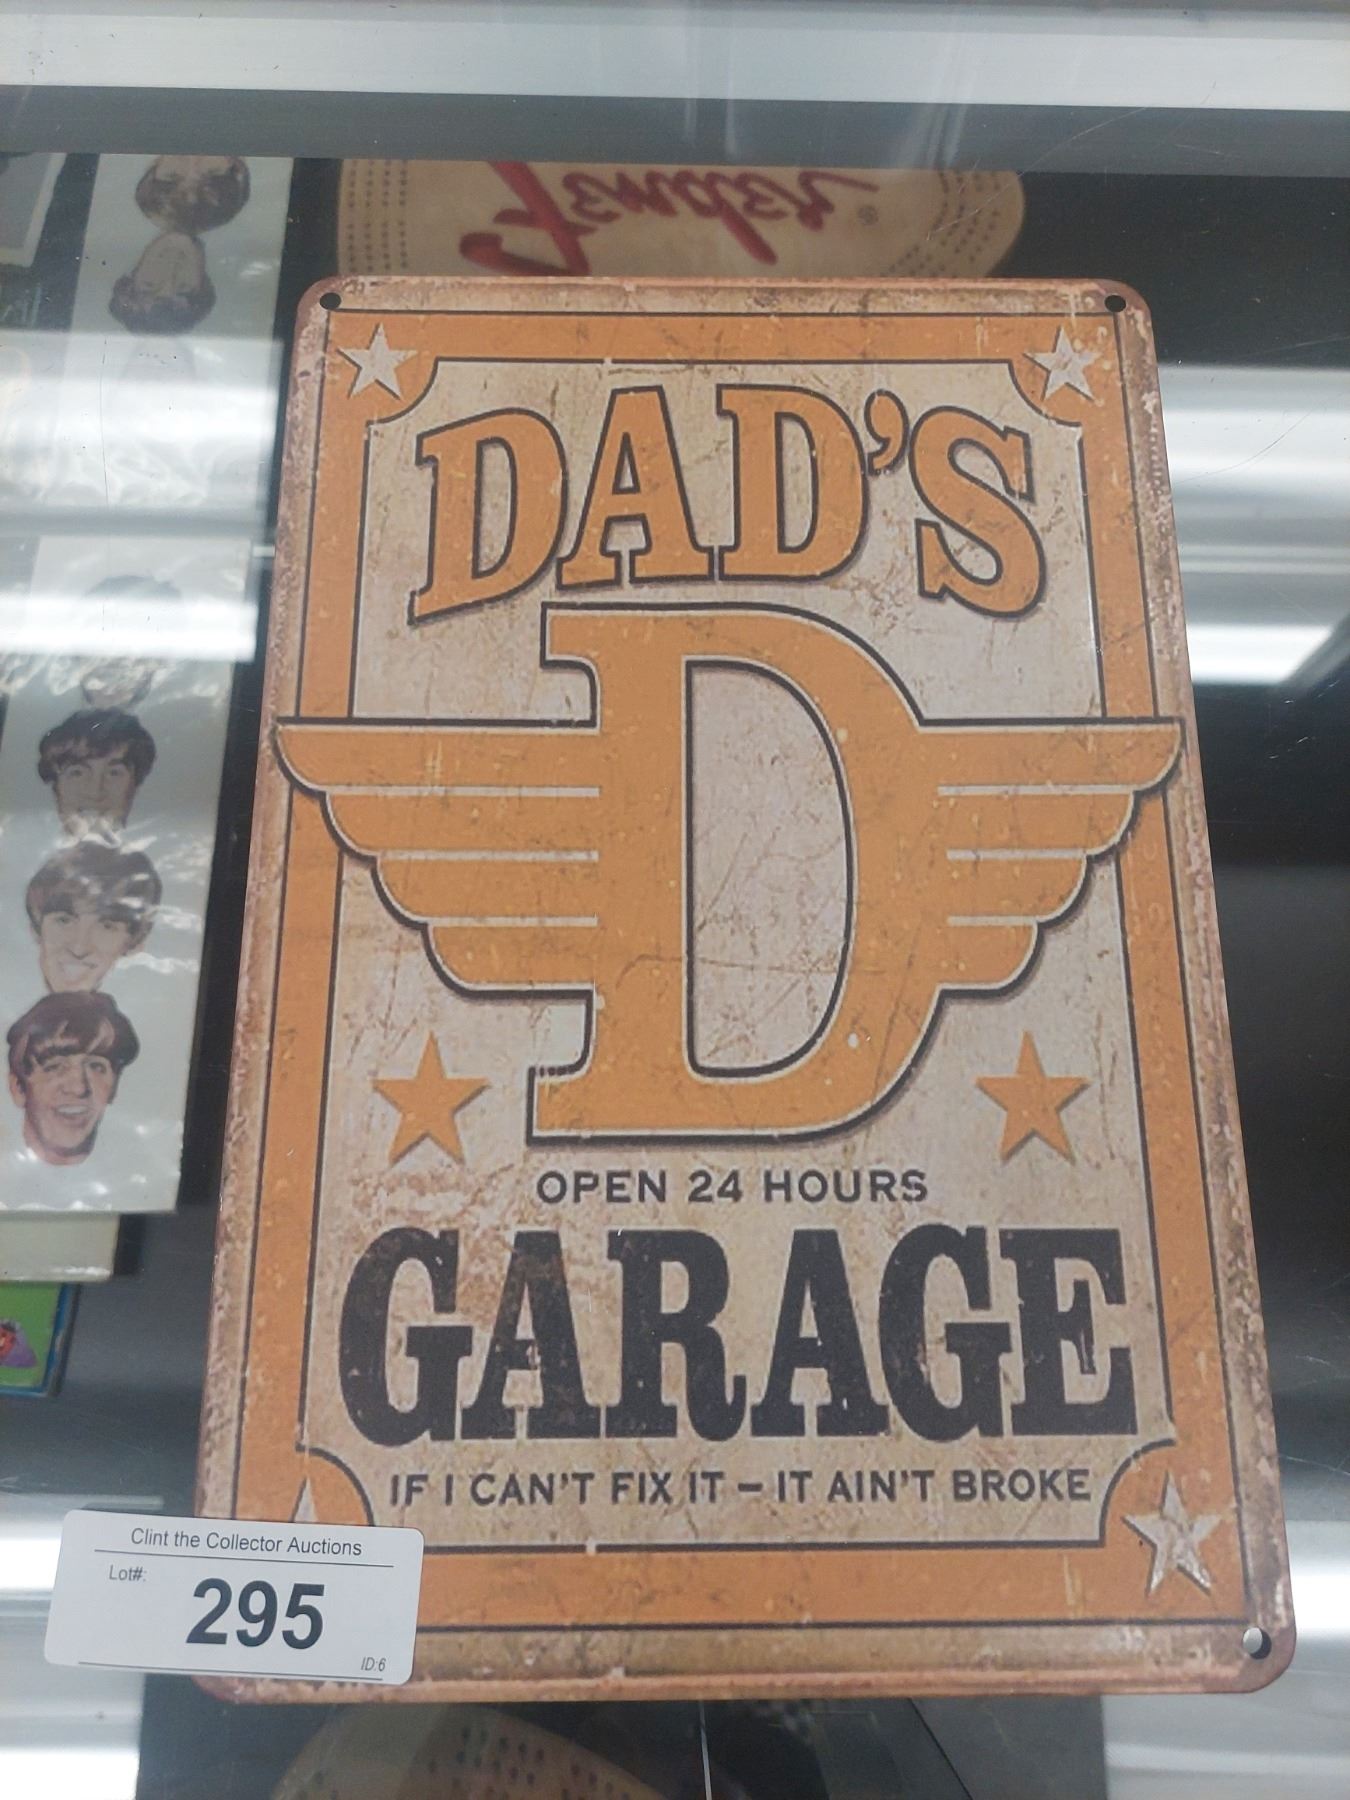 Fender®
DAD'S
D
OPEN 24 HOURS
GARAGE
IF I CAN'T FIX IT – IT AIN'T BROKE
Clint the Collector Auctions
Lot#:
295
ID:6